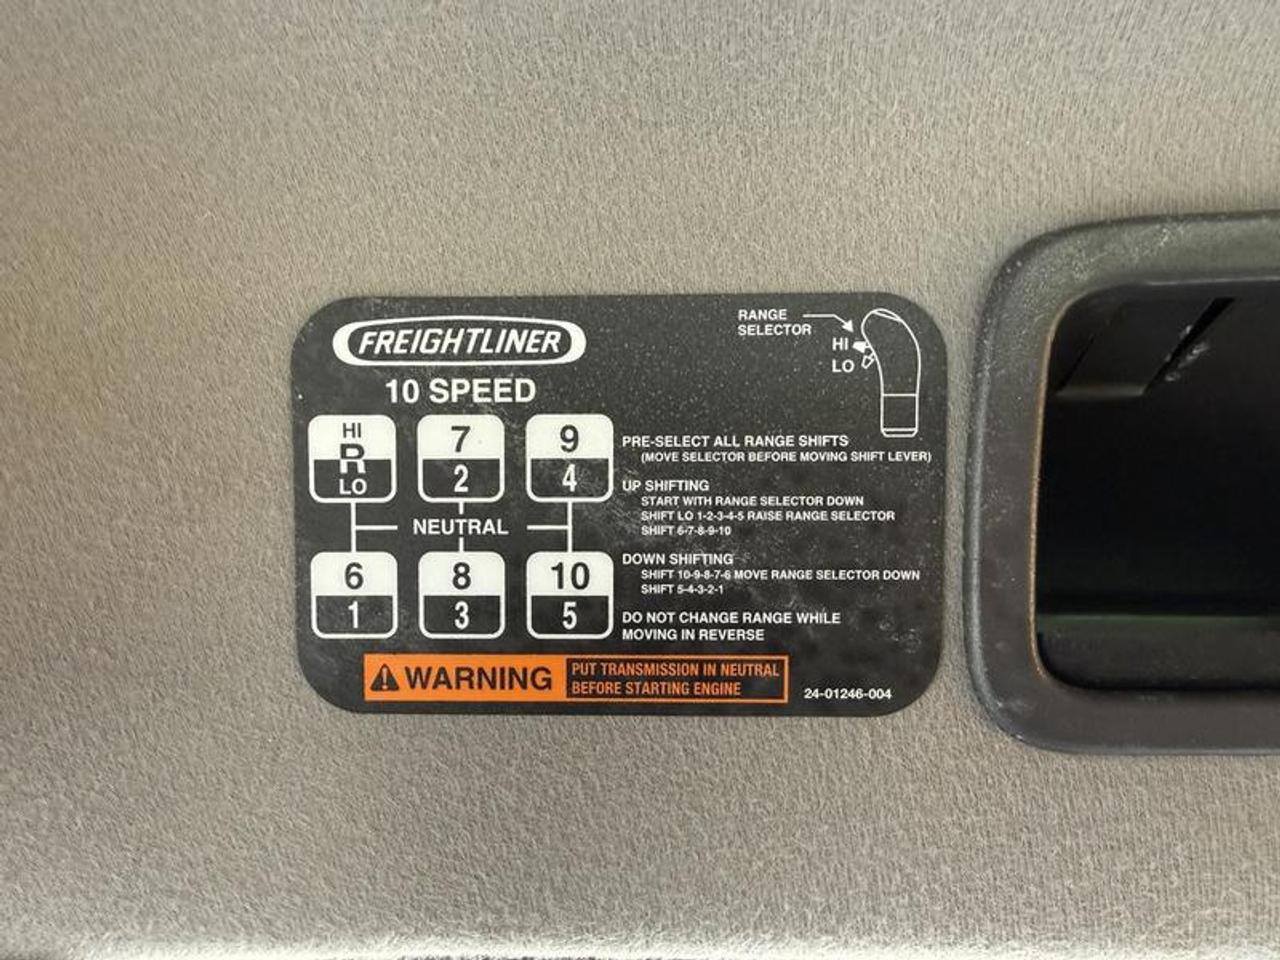 FREIGHTLINER
10 SPEED
RANGE
SELECTOR
HI
LO
HI
R
LO
7
2
9
4
NEUTRAL
6
1
8
3
10
5
PRE-SELECT ALL RANGE SHIFTS
(MOVE SELECTOR BEFORE MOVING SHIFT LEVER)
UP SHIFTING
START WITH RANGE SELECTOR DOWN
SHIFT LO 1-2-3-4-5 RAISE RANGE SELECTOR
SHIFT 6-7-8-9-10
DOWN SHIFTING
SHIFT 10-9-8-7-6 MOVE RANGE SELECTOR DOWN
SHIFT 5-4-3-2-1
DO NOT CHANGE RANGE WHILE
MOVING IN REVERSE
WARNING
PUT TRANSMISSION IN NEUTRAL
BEFORE STARTING ENGINE
24-01246-004